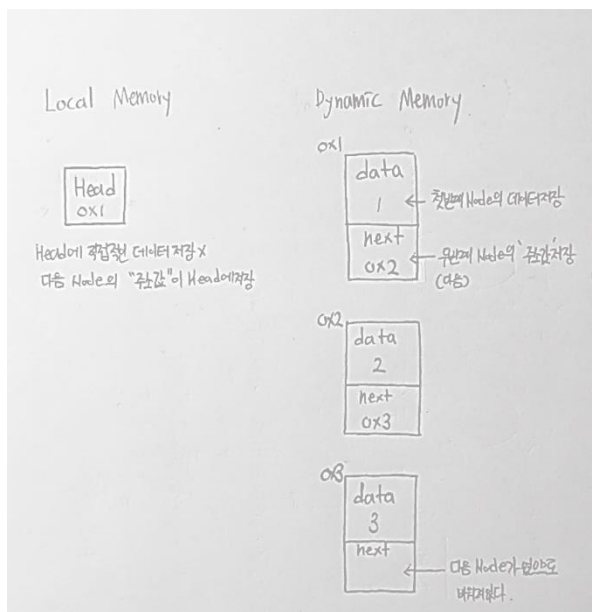 Local Memory
Head
0x1
Head에 직접적인 데이터 저장 X
다음 Node의 "주소값"이 Head에 저장
Dynamic Memory
0x1
data
1
← 첫번째 Node의 데이터 저장
next
0x2
← 두번째 Node의 '주소값' 저장
(다음)
0x2
data
2
next
0x3
0x3
data
3
next
← 다음 Node가 없으므로
비워져있다.